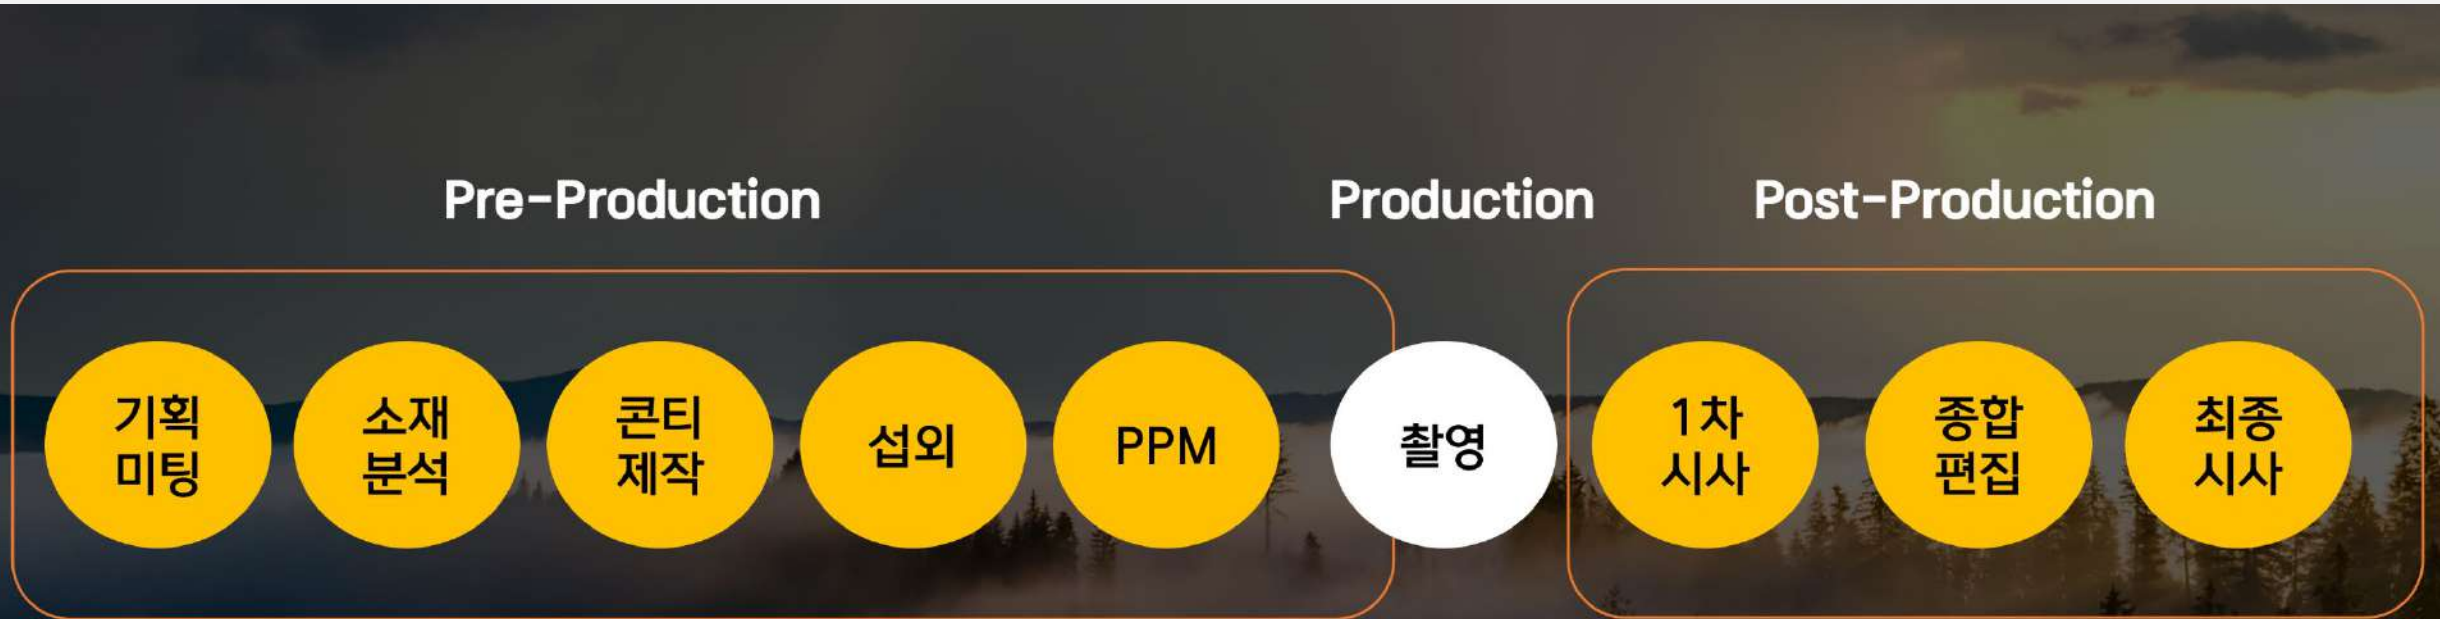 Pre-Production
Production
Post-Production
기획
미팅
소재
분석
콘티
제작
섭외
PPM
촬영
1차
시사
종합
편집
최종
시사